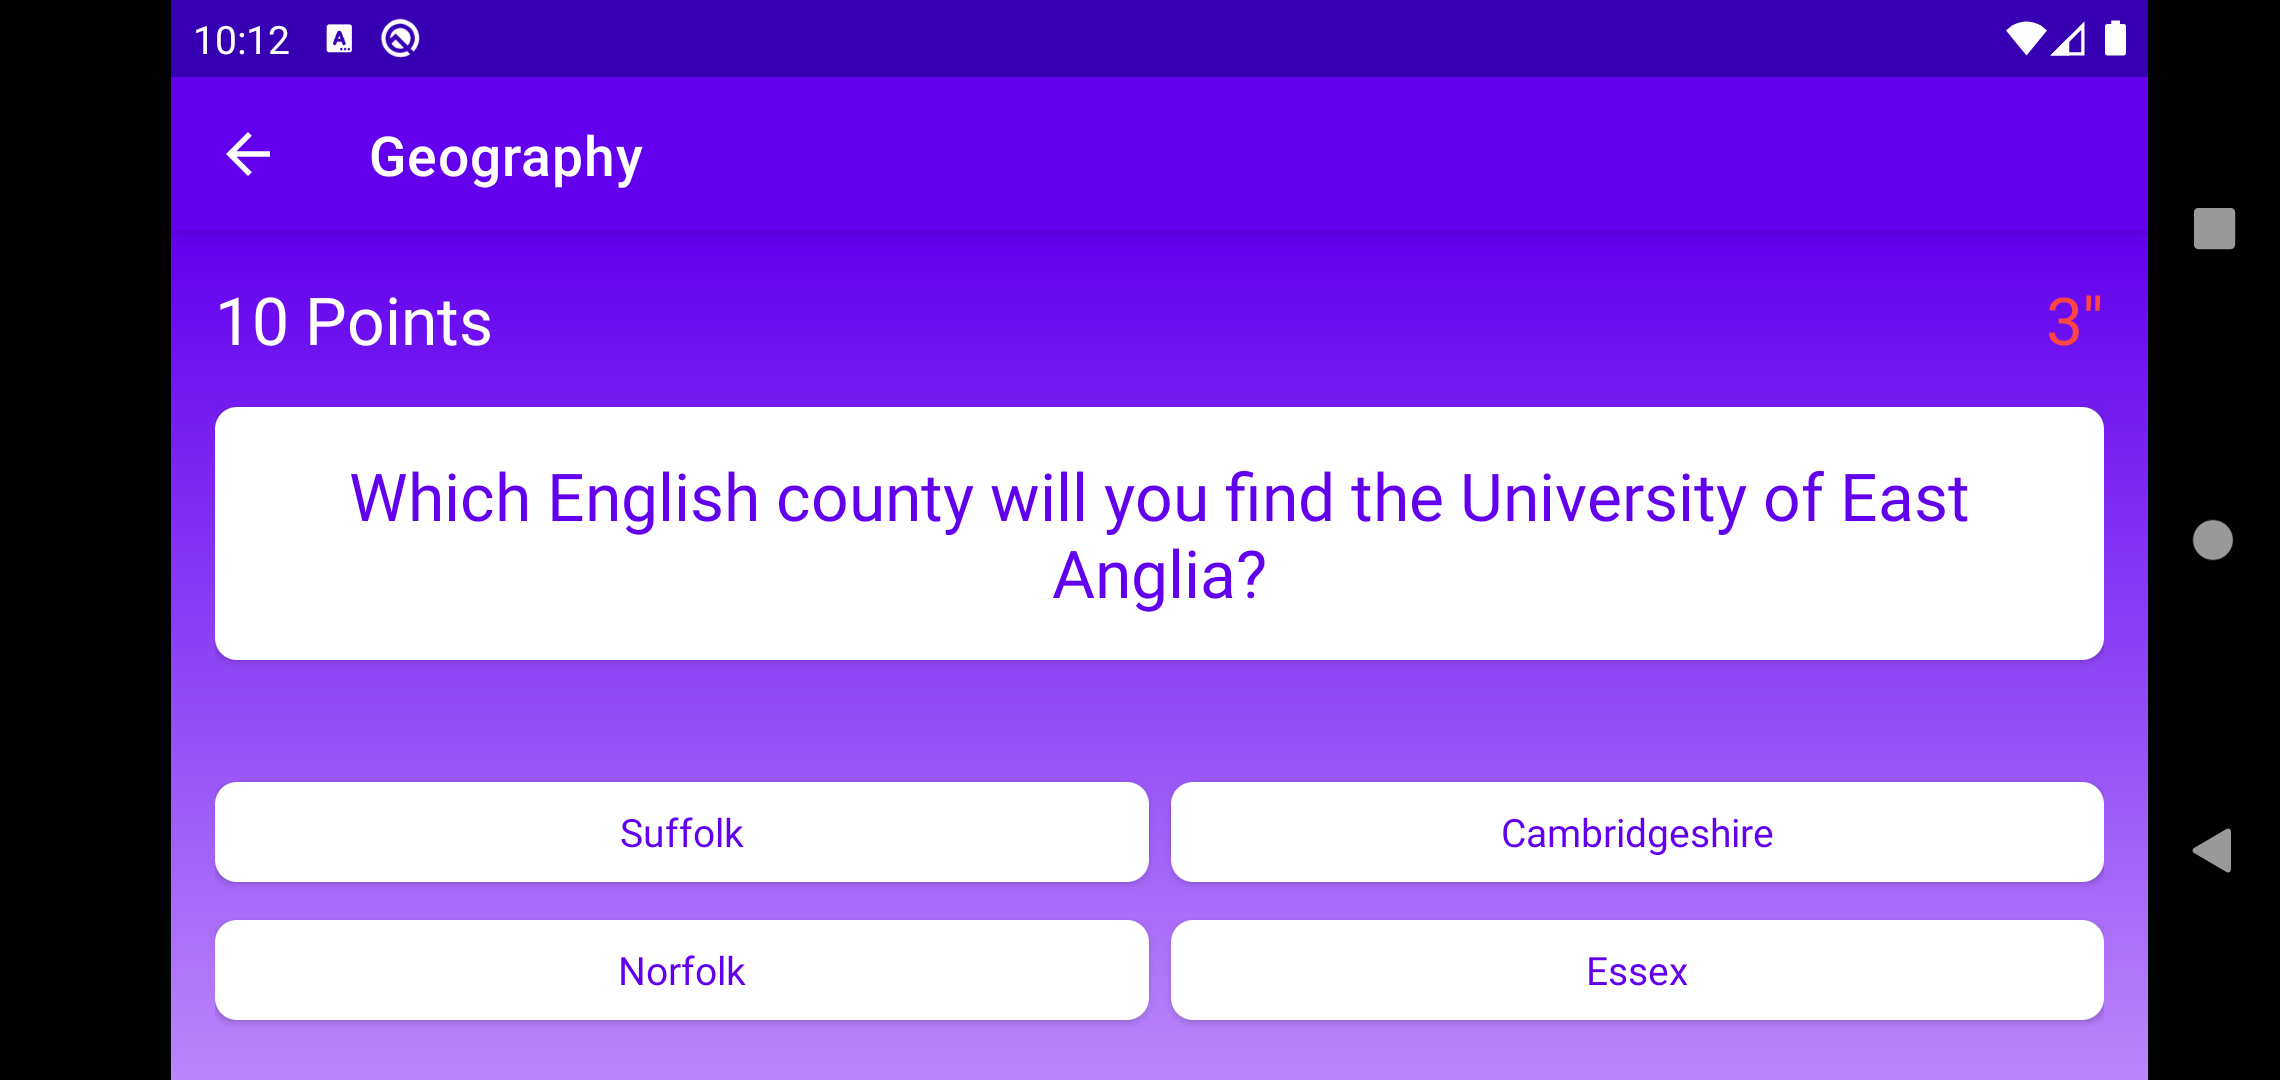 10:12
Geography
10 Points
3"
Which English county will you find the University of East
Anglia?
Suffolk
Cambridgeshire
Norfolk
Essex